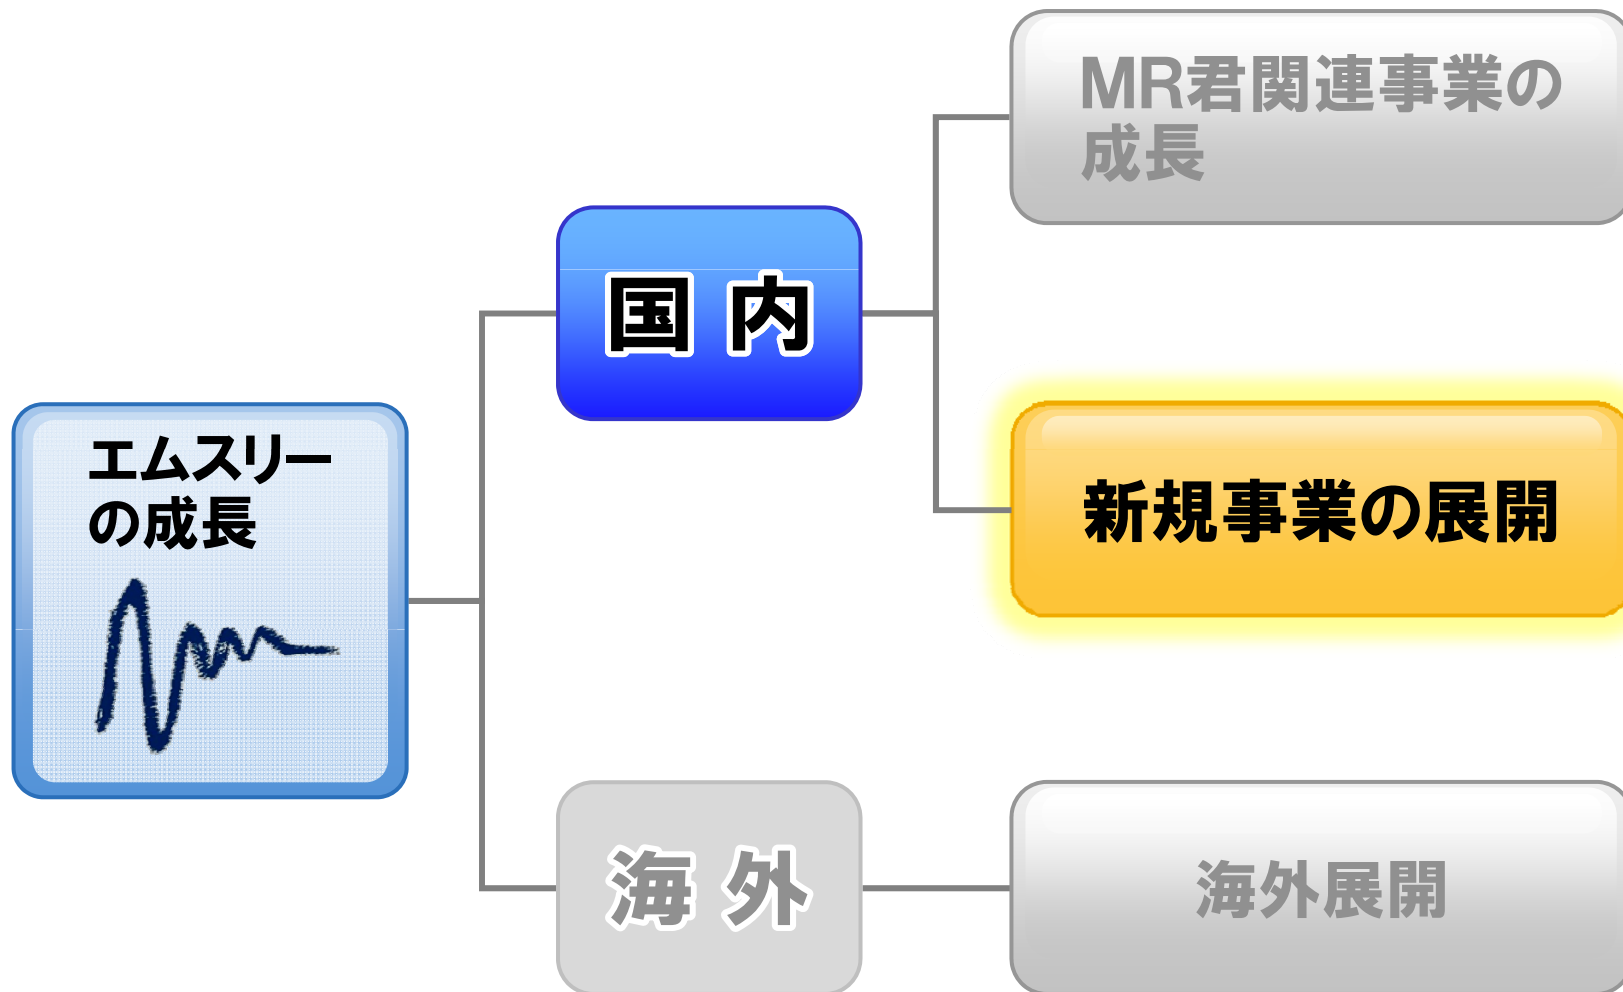 エムスリー
の成長
国 内
海 外
MR君関連事業の
成長
新規事業の展開
海外展開